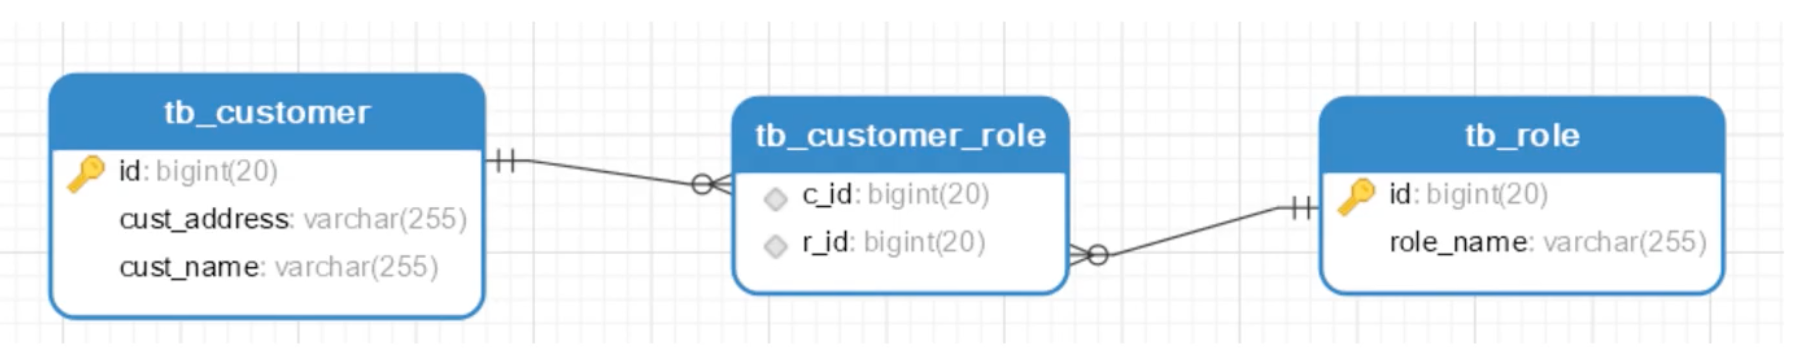 tb_customer
id: bigint(20)
cust_address: varchar(255)
cust_name: varchar(255)
tb_customer_role
c_id: bigint(20)
r_id: bigint(20)
tb_role
id: bigint(20)
role_name: varchar(255)